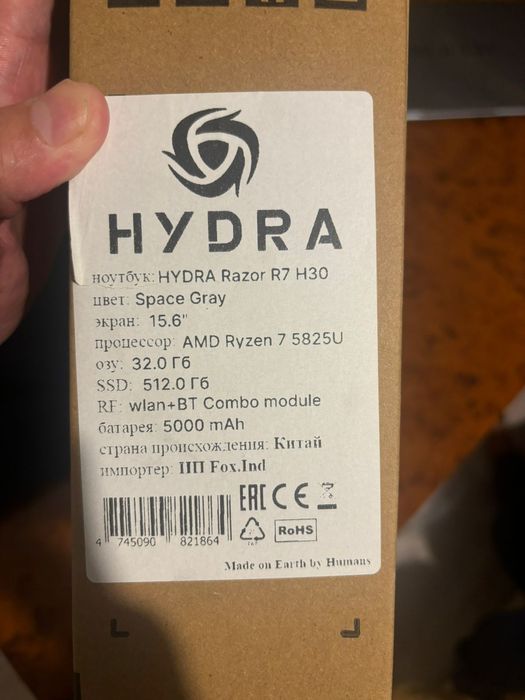 HYDRA
ноутбук: HYDRA Razor R7 H30
цвет: Space Gray
экран: 15.6"
процессор: AMD Ryzen 7 5825U
озу: 32.0 Гб
SSD: 512.0 Гб
RF: wlan+BT Combo module
батарея: 5000 mAh
страна происхождения: Китай
импортер: ІІП Fox.Ind
EAC CE
RoHS
4 745090 821864
Made on Earth by Humans